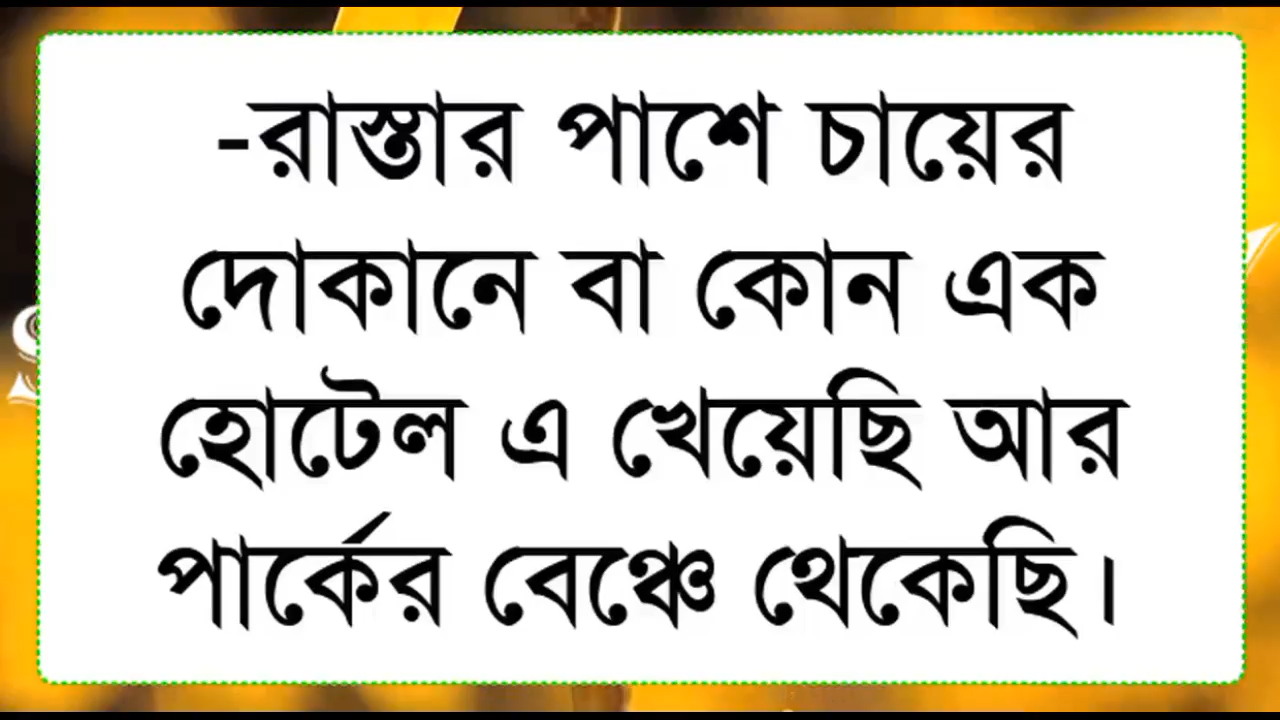 -রাস্তার পাশে চায়ের
দোকানে বা কোন এক
হোটেল এ খেয়েছি আর
পার্কের বেঞ্চে থেকেছি।